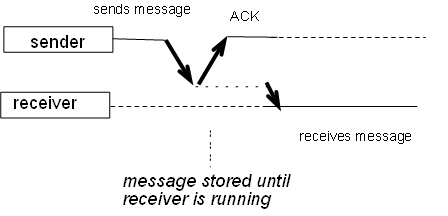 sends message
ACK
sender
receiver
receives message
message stored until
receiver is running